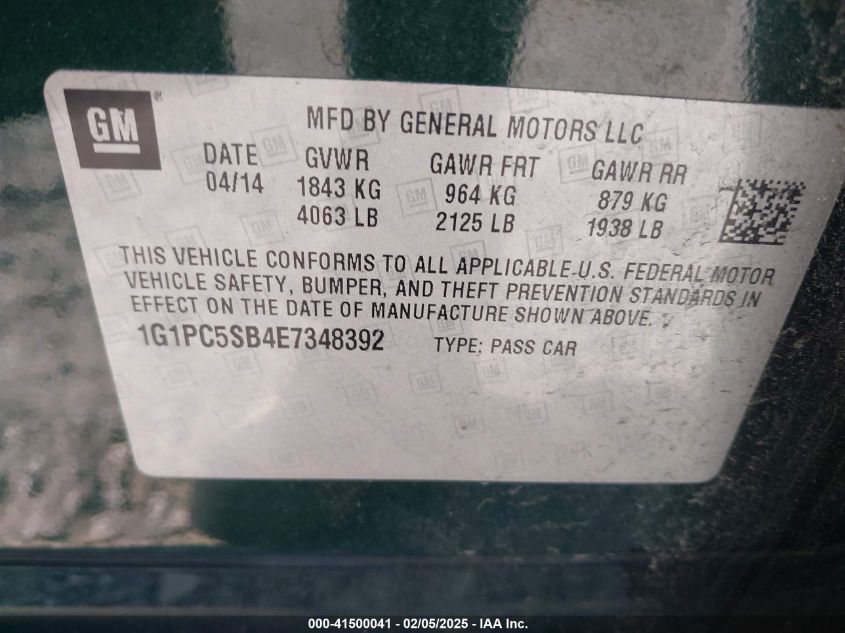 GM ®
MFD BY GENERAL MOTORS LLC
DATE GVWR GAWR FRT GAWR RR
04/14 1843 KG 964 KG 879 KG
4063 LB 2125 LB 1938 LB
THIS VEHICLE CONFORMS TO ALL APPLICABLE U.S. FEDERAL MOTOR
VEHICLE SAFETY, BUMPER, AND THEFT PREVENTION STANDARDS IN
EFFECT ON THE DATE OF MANUFACTURE SHOWN ABOVE.
1G1PC5SB4E7348392 TYPE: PASS CAR
000-41500041 — 02/05/2025 — IAA Inc.